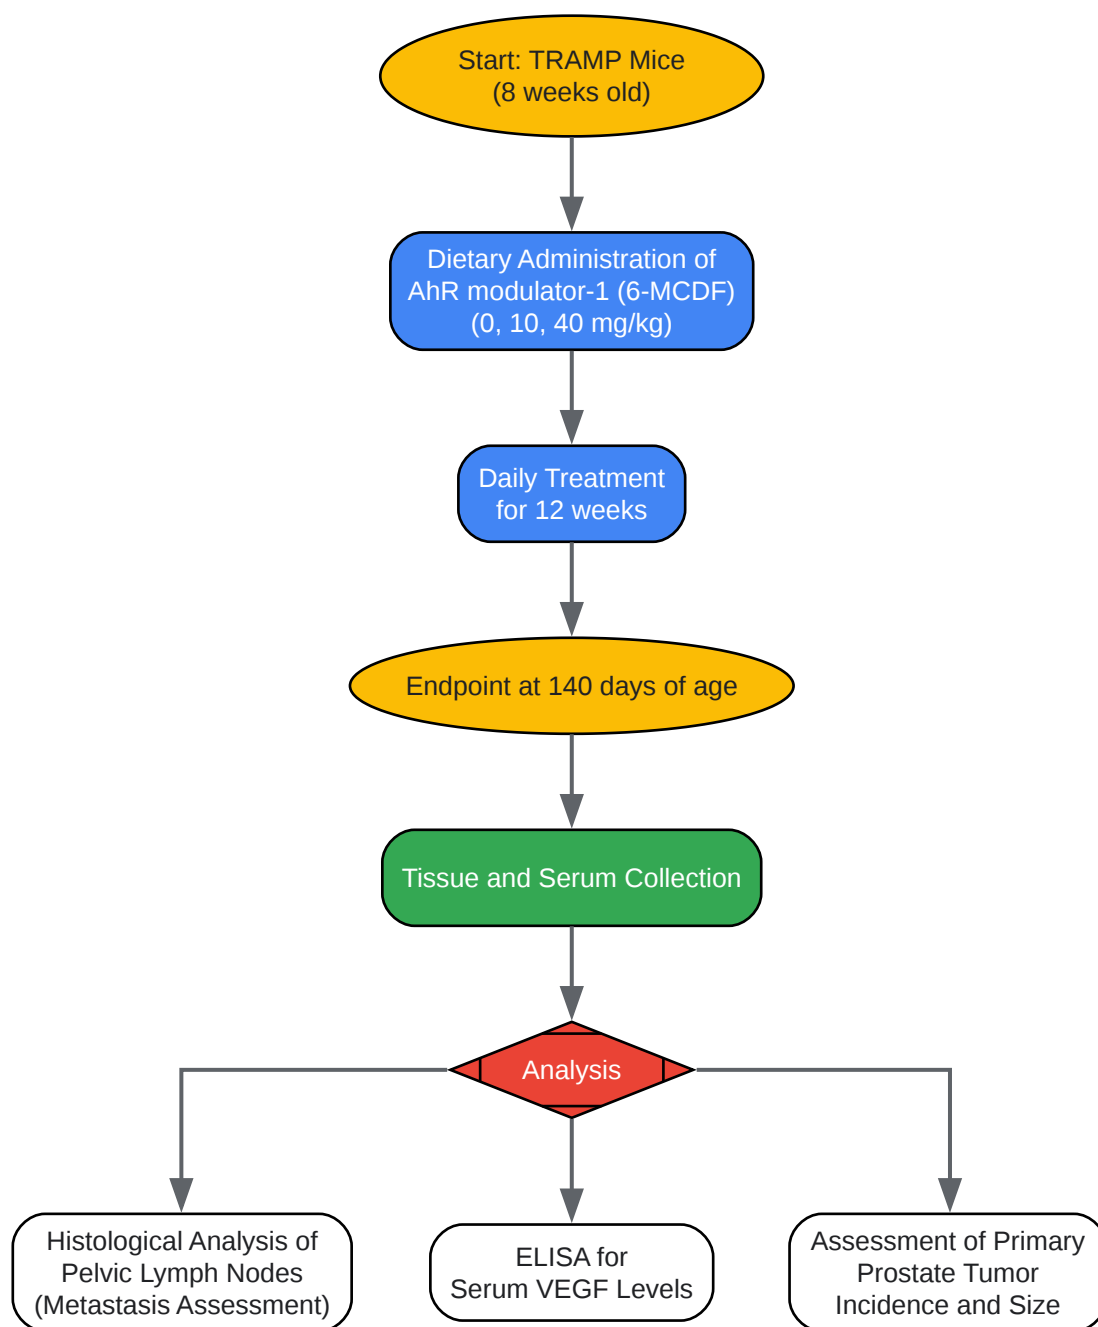 Start: TRAMP Mice
(8 weeks old)
Dietary Administration of
AhR modulator-1 (6-MCDF)
(0, 10, 40 mg/kg)
Daily Treatment
for 12 weeks
Endpoint at 140 days of age
Tissue and Serum Collection
Analysis
Histological Analysis of
Pelvic Lymph Nodes
(Metastasis Assessment)
ELISA for
Serum VEGF Levels
Assessment of Primary
Prostate Tumor
Incidence and Size